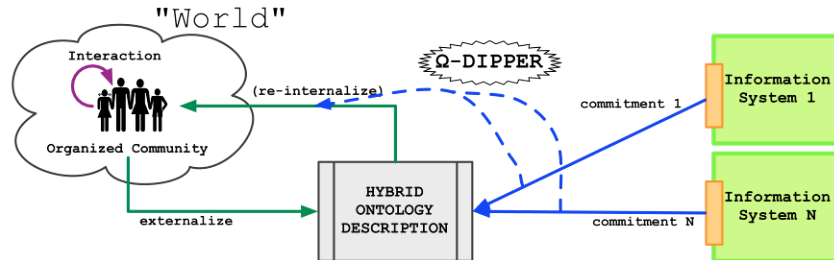 "World"
Interaction
Organized Community
(re-internalize)
Ω-DIPPER
externalize
HYBRID
ONTOLOGY
DESCRIPTION
commitment 1
commitment N
Information
System 1
Information
System N